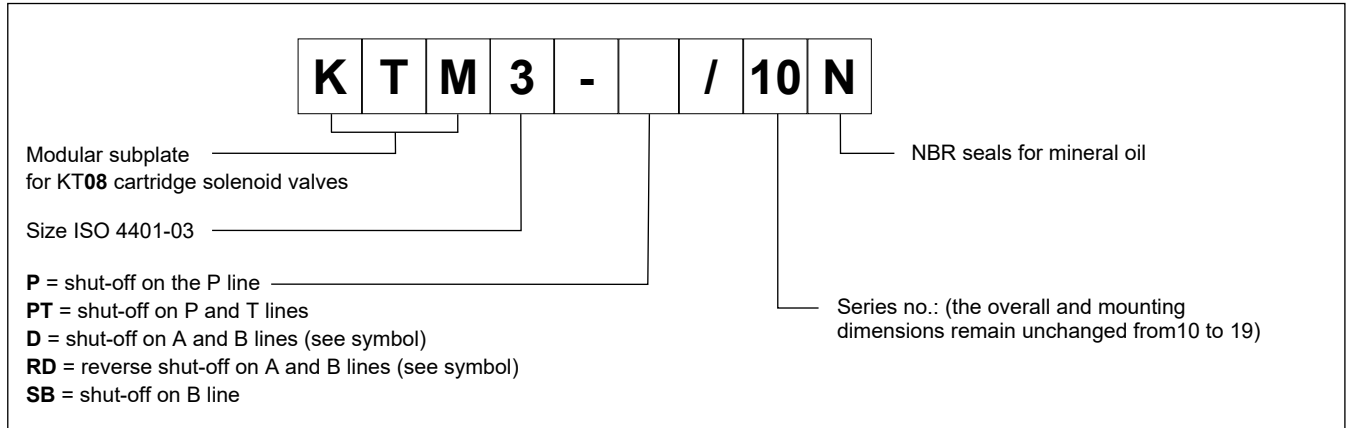 K T M 3 - / 10 N
Modular subplate
for KT08 cartridge solenoid valves
NBR seals for mineral oil
Size ISO 4401-03
P = shut-off on the P line
PT = shut-off on P and T lines
D = shut-off on A and B lines (see symbol)
RD = reverse shut-off on A and B lines (see symbol)
SB = shut-off on B line
Series no.: (the overall and mounting
dimensions remain unchanged from10 to 19)